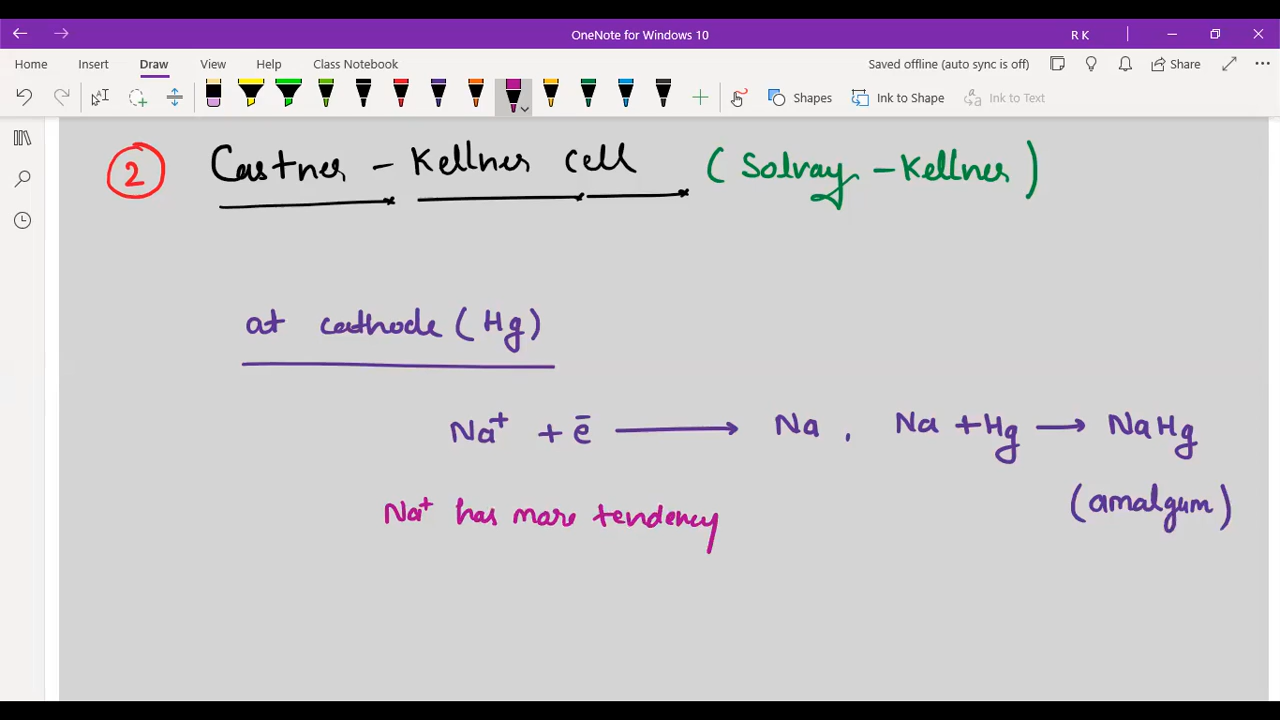 OneNote for Windows 10
R K
Home Insert Draw View Help Class Notebook
Saved offline (auto sync is off)
Share
Shapes
Ink to Shape
Ink to Text
2 Castner - Kellner cell (Solvay - Kellner)
at cathode (Hg)
Na⁺ + ē ⟶ Na , Na + Hg ⟶ NaHg
(amalgum)
Na⁺ has more tendency